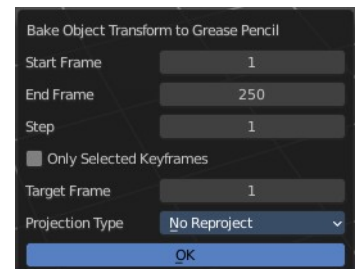 Bake Object Transform to Grease Pencil
Start Frame 1
End Frame 250
Step 1
Only Selected Keyframes
Target Frame 1
Projection Type No Reproject
OK